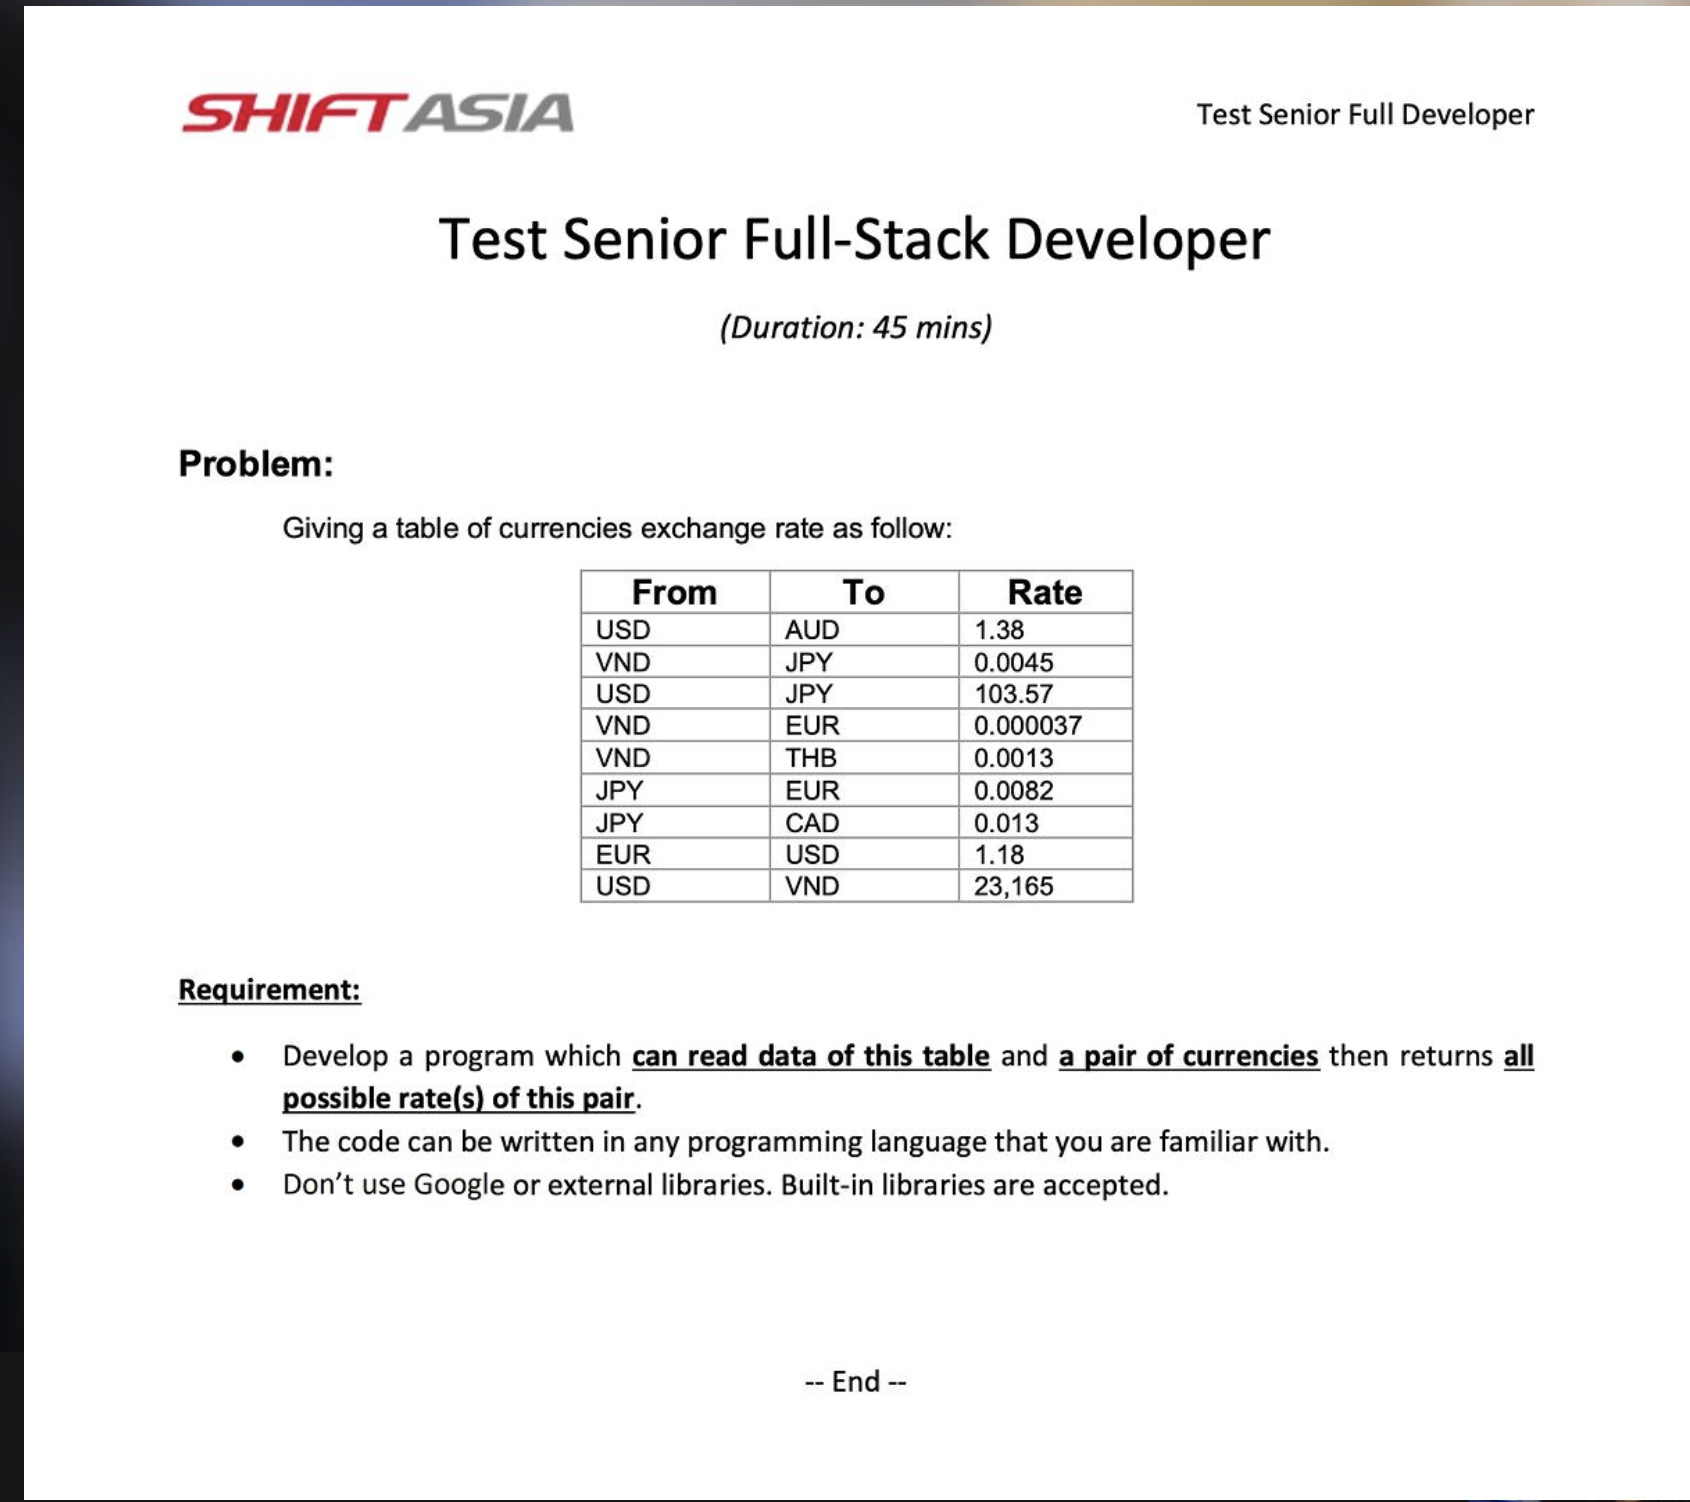 SHIFT ASIA
Test Senior Full Developer
Test Senior Full-Stack Developer
(Duration: 45 mins)
Problem:
Giving a table of currencies exchange rate as follow:
From To Rate
USD AUD 1.38
VND JPY 0.0045
USD JPY 103.57
VND EUR 0.000037
VND THB 0.0013
JPY EUR 0.0082
JPY CAD 0.013
EUR USD 1.18
USD VND 23,165
Requirement:
• Develop a program which can read data of this table and a pair of currencies then returns all
possible rate(s) of this pair.
• The code can be written in any programming language that you are familiar with.
• Don’t use Google or external libraries. Built-in libraries are accepted.
-- End --